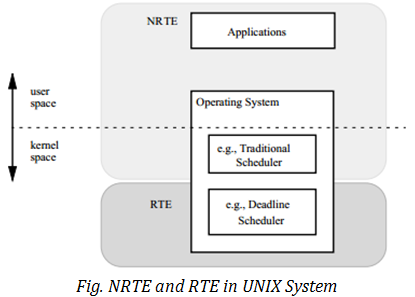 NRTE
Applications
user
space
Operating System
kernel
space
e.g., Traditional
Scheduler
RTE
e.g., Deadline
Scheduler
Fig. NRTE and RTE in UNIX System